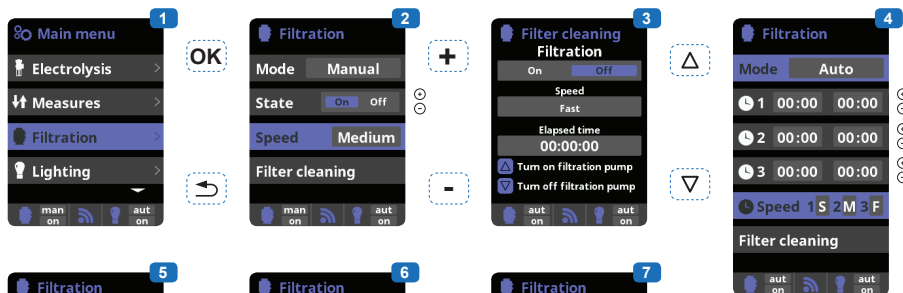 1
Main menu
Electrolysis
Measures
Filtration
Lighting
man
on
aut
on
OK
2
Filtration
Mode Manual
State On Off
Speed Medium
Filter cleaning
man
on
aut
on
+
-
3
Filter cleaning
Filtration
On Off
Speed
Fast
Elapsed time
00:00:00
Turn on filtration pump
Turn off filtration pump
aut
on
aut
on
4
Filtration
Mode Auto
1 00:00 00:00
2 00:00 00:00
3 00:00 00:00
Speed 1 S 2 M 3 F
Filter cleaning
aut
on
aut
on
5
Filtration
6
Filtration
7
Filtration